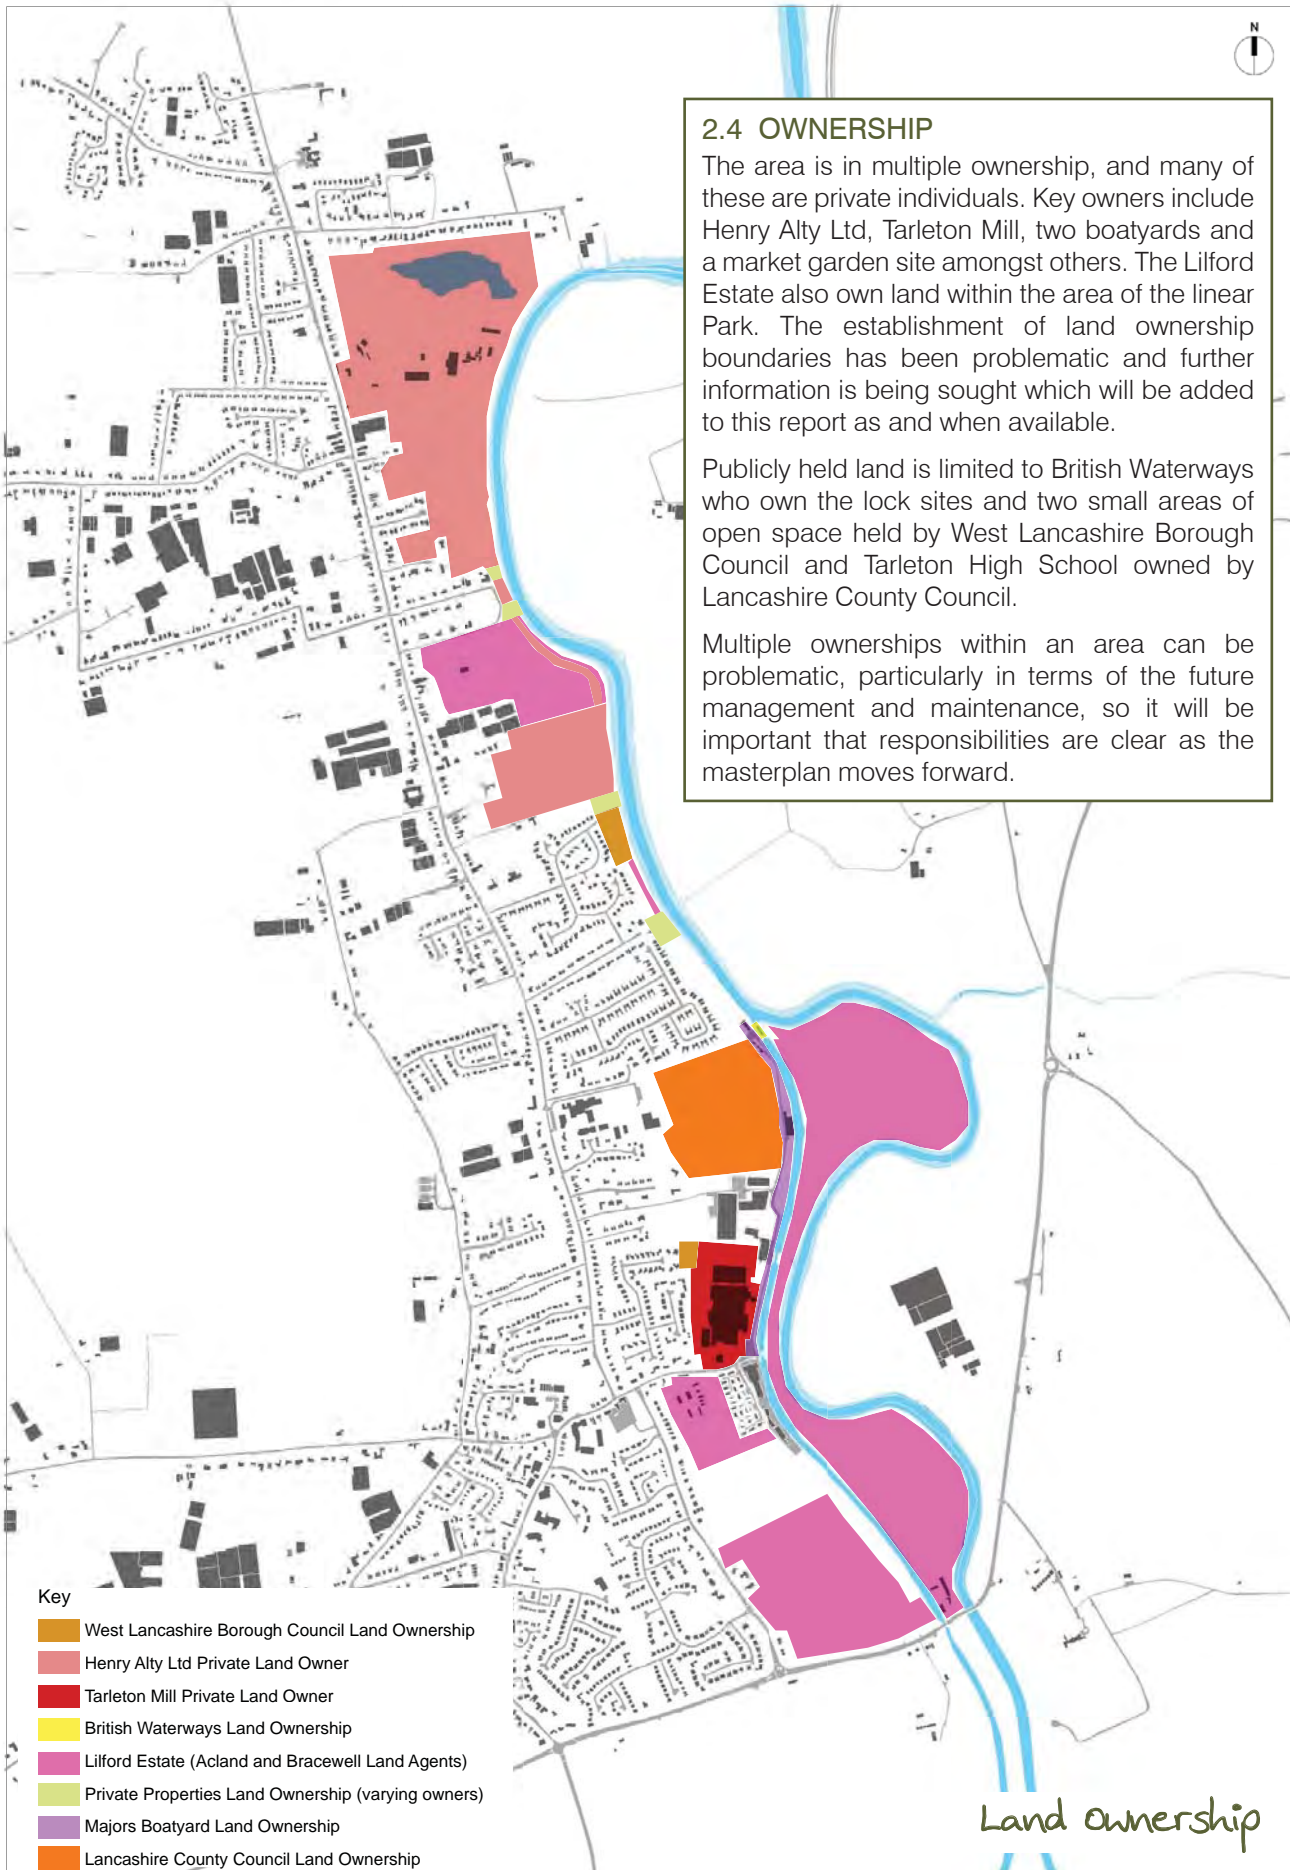 N
2.4 OWNERSHIP
The area is in multiple ownership, and many of
these are private individuals. Key owners include
Henry Alty Ltd, Tarleton Mill, two boatyards and
a market garden site amongst others. The Lilford
Estate also own land within the area of the linear
Park. The establishment of land ownership
boundaries has been problematic and further
information is being sought which will be added
to this report as and when available.
Publicly held land is limited to British Waterways
who own the lock sites and two small areas of
open space held by West Lancashire Borough
Council and Tarleton High School owned by
Lancashire County Council.
Multiple ownerships within an area can be
problematic, particularly in terms of the future
management and maintenance, so it will be
important that responsibilities are clear as the
masterplan moves forward.
Key
West Lancashire Borough Council Land Ownership
Henry Alty Ltd Private Land Owner
Tarleton Mill Private Land Owner
British Waterways Land Ownership
Lilford Estate (Acland and Bracewell Land Agents)
Private Properties Land Ownership (varying owners)
Majors Boatyard Land Ownership
Lancashire County Council Land Ownership
Land Ownership